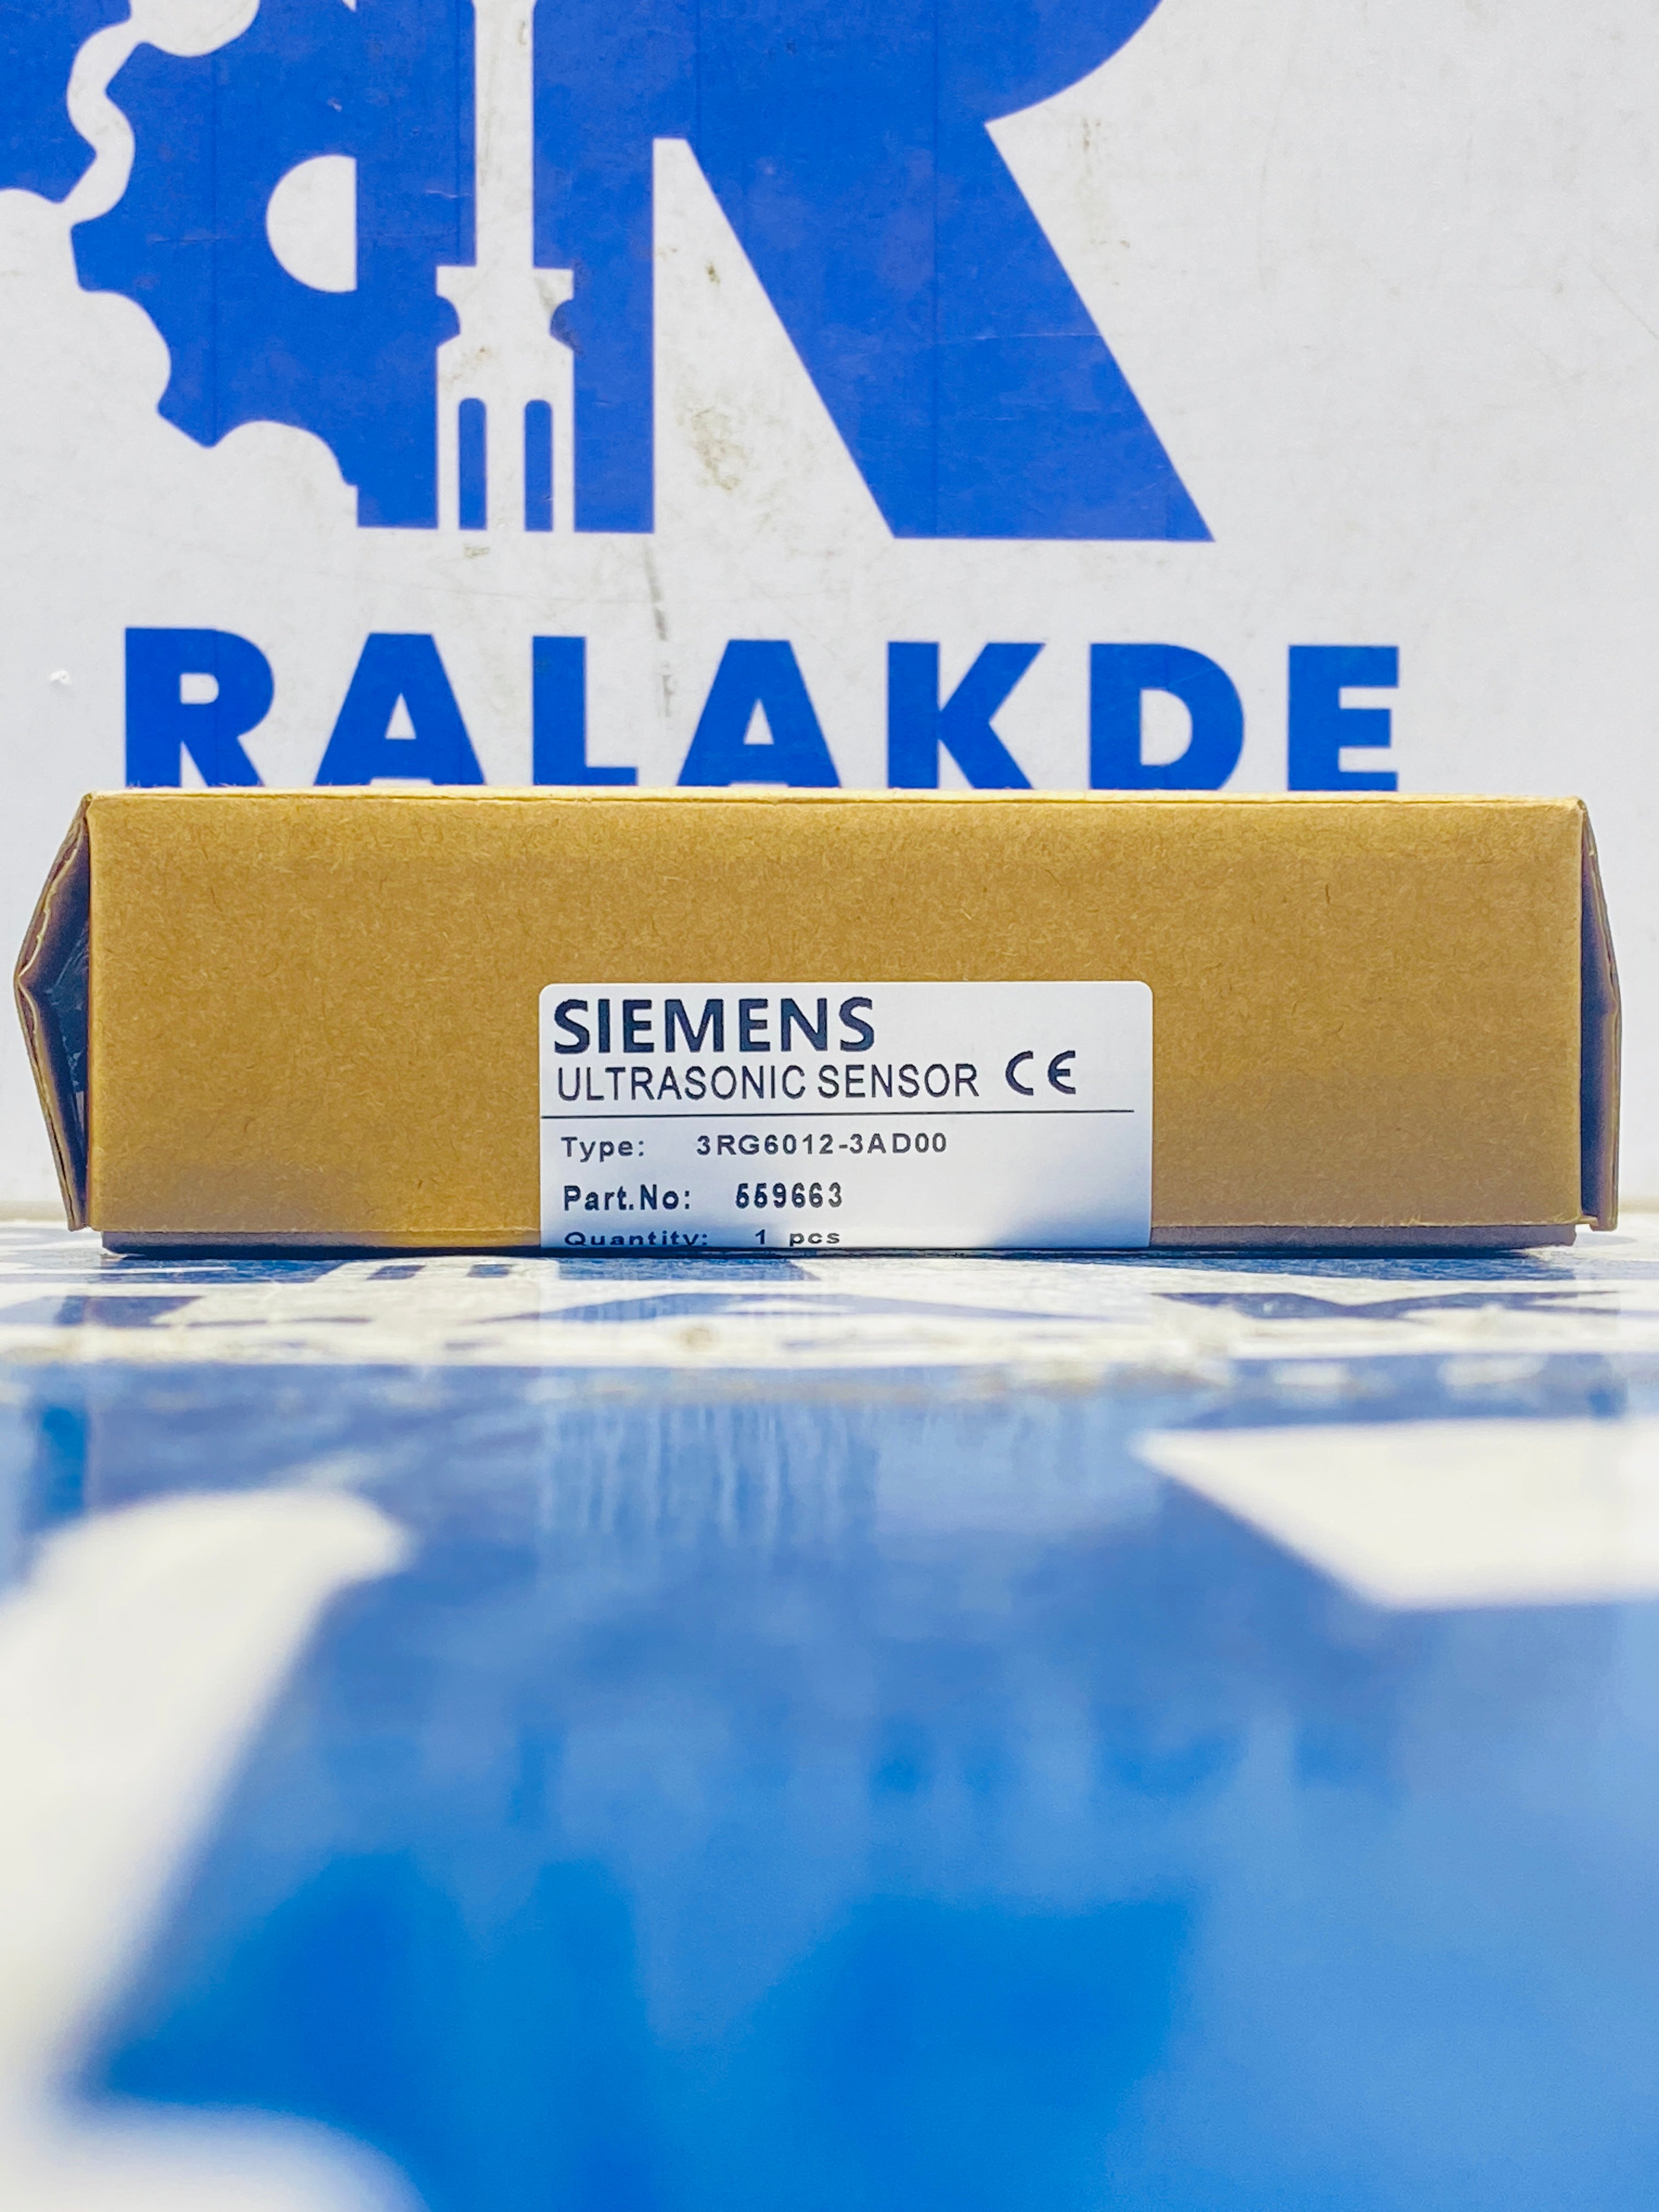 RALAKDE
SIEMENS
ULTRASONIC SENSOR CE
Type: 3RG6012-3AD00
Part.No: 559663
Quantity: 1 pcs